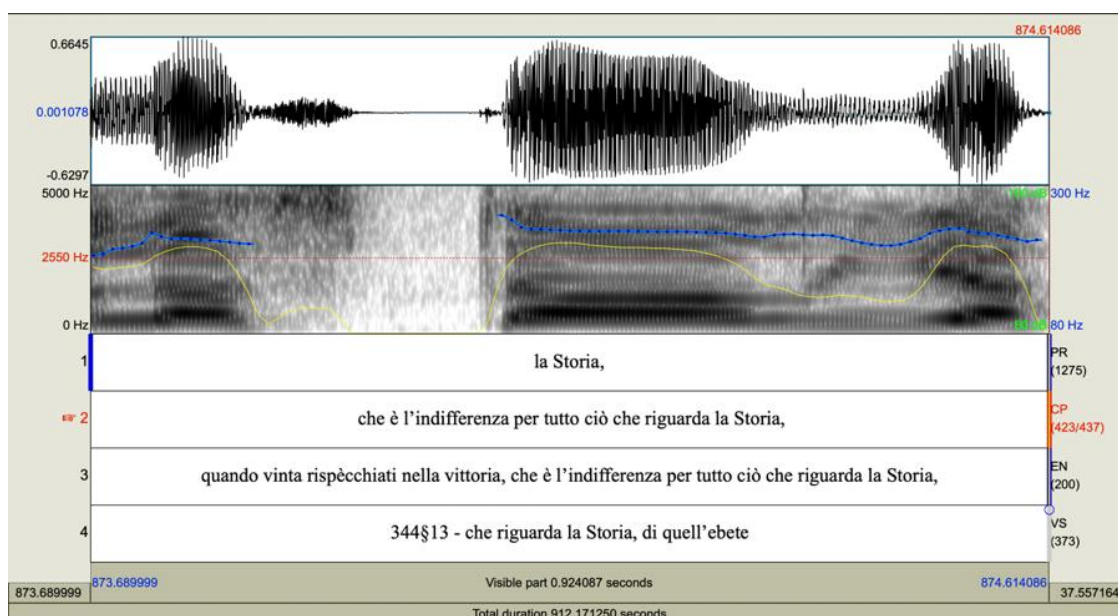 874.614086
0.6645
0.001078
-0.6297
5000 Hz 300 Hz
2550 Hz
0 Hz 80 Hz
1 la Storia, PR (1275)
☞ 2 che è l’indifferenza per tutto ciò che riguarda la Storia, CP (423/437)
3 quando vinta rispècchiati nella vittoria, che è l’indifferenza per tutto ciò che riguarda la Storia, EN (200)
4 344§13 - che riguarda la Storia, di quell’ebete VS (373)
873.689999 Visible part 0.924087 seconds 874.614086
873.689999 37.557164
Total duration 912.171250 seconds